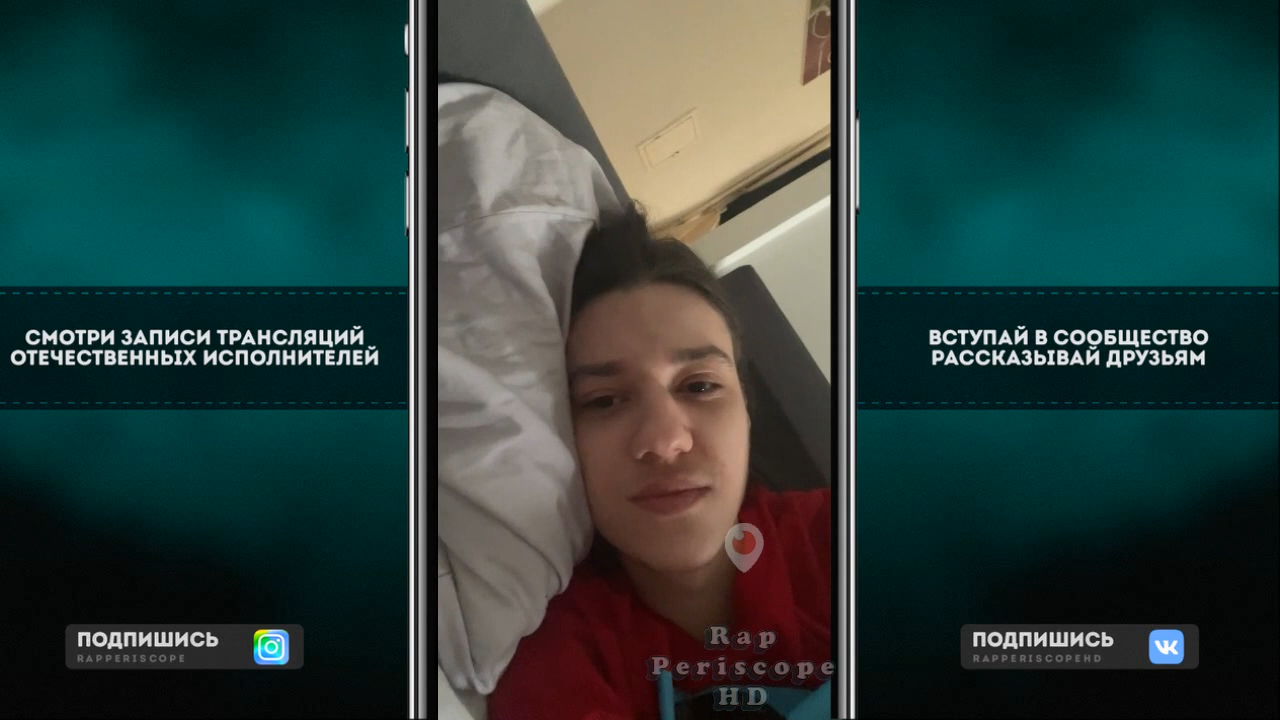 СМОТРИ ЗАПИСИ ТРАНСЛЯЦИЙ
ОТЕЧЕСТВЕННЫХ ИСПОЛНИТЕЛЕЙ
ВСТУПАЙ В СООБЩЕСТВО
РАССКАЗЫВАЙ ДРУЗЬЯМ
Rap
Periscope
HD
ПОДПИШИСЬ
RAPPERISCOPE
ПОДПИШИСЬ
RAPPERISCOPEHD